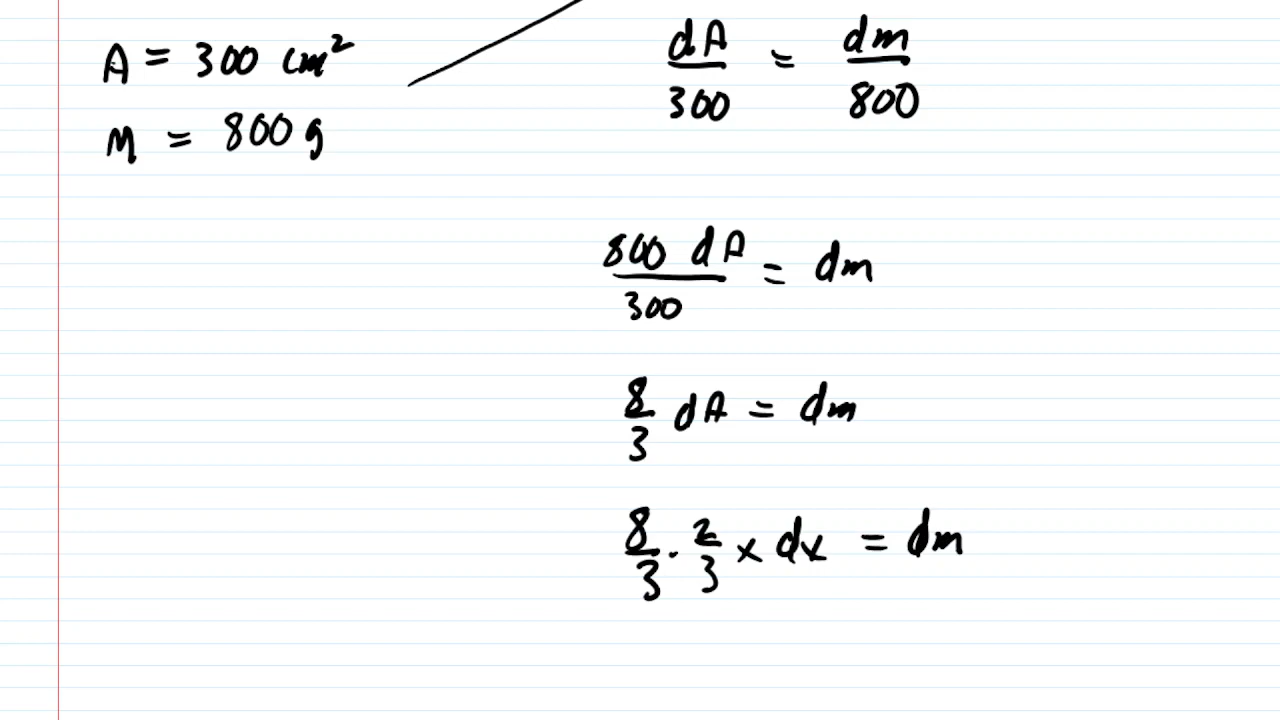 A = 300 cm²
M = 800 g
dA/300 = dm/800
800 dA/300 = dm
8/3 dA = dm
8/3 · 2/3 x dx = dm